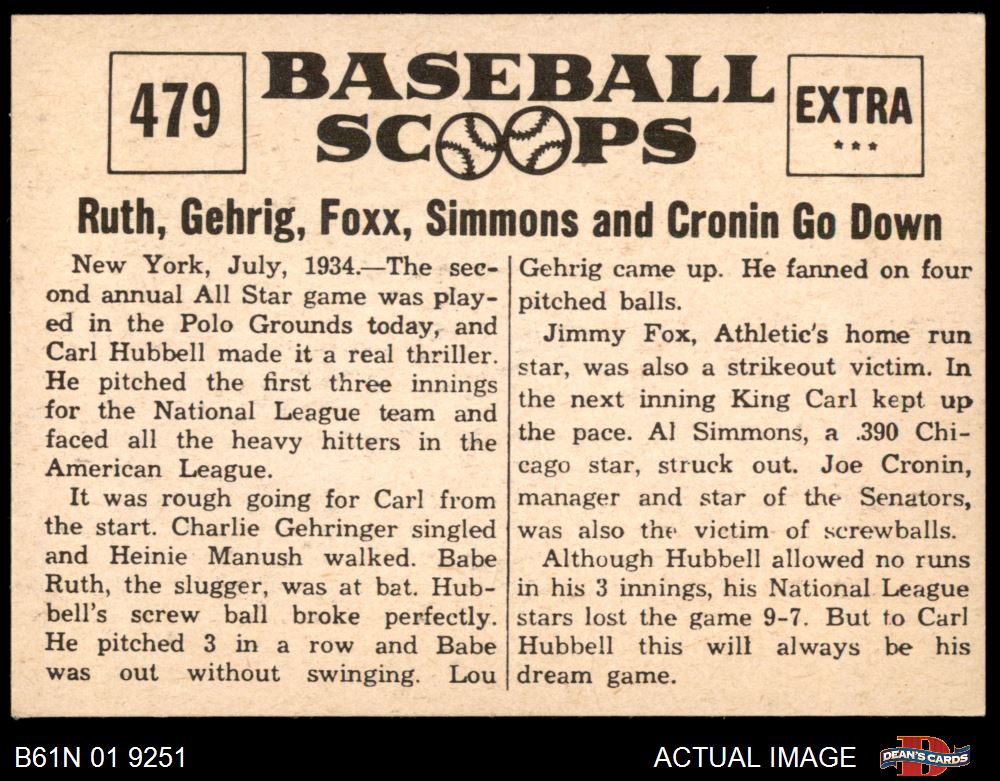 479
BASEBALL
SCOOPS
EXTRA
Ruth, Gehrig, Foxx, Simmons and Cronin Go Down
New York, July, 1934.—The sec-
ond annual All Star game was play-
ed in the Polo Grounds today, and
Carl Hubbell made it a real thriller.
He pitched the first three innings
for the National League team and
faced all the heavy hitters in the
American League.
It was rough going for Carl from
the start. Charlie Gehringer singled
and Heinie Manush walked. Babe
Ruth, the slugger, was at bat. Hub-
bell's screw ball broke perfectly.
He pitched 3 in a row and Babe
was out without swinging. Lou
Gehrig came up. He fanned on four
pitched balls.
Jimmy Fox, Athletic's home run
star, was also a strikeout victim. In
the next inning King Carl kept up
the pace. Al Simmons, a .390 Chi-
cago star, struck out. Joe Cronin,
manager and star of the Senators,
was also the victim of screwballs.
Although Hubbell allowed no runs
in his 3 innings, his National League
stars lost the game 9-7. But to Carl
Hubbell this will always be his
dream game.
B61N 01 9251
ACTUAL IMAGE
DEAN'S CARDS